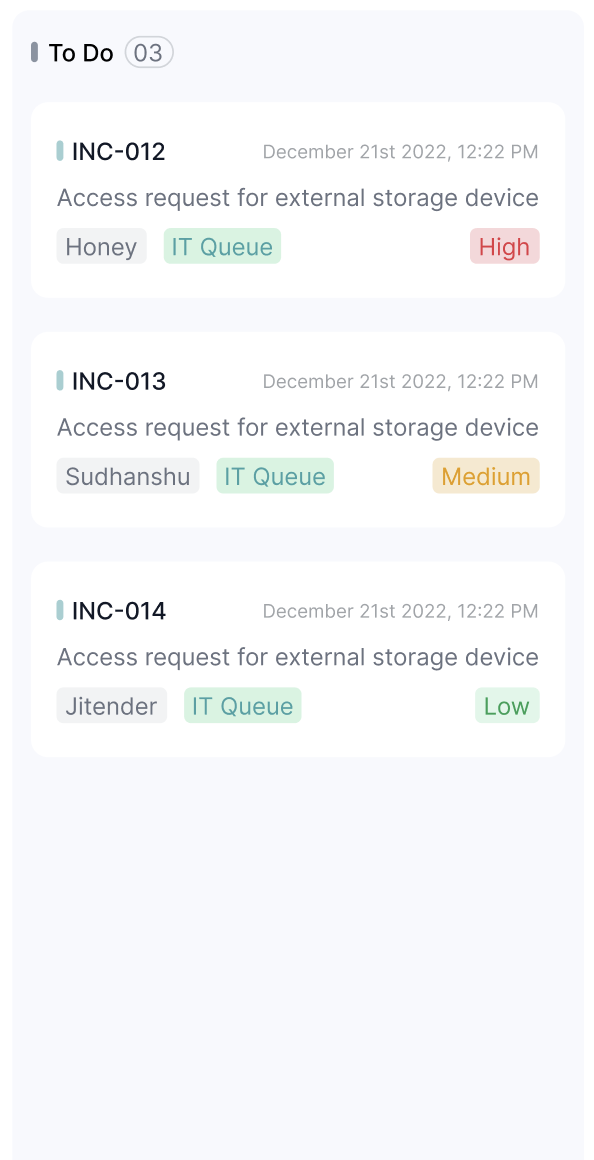 To Do 03
INC-012 December 21st 2022, 12:22 PM
Access request for external storage device
Honey IT Queue High
INC-013 December 21st 2022, 12:22 PM
Access request for external storage device
Sudhanshu IT Queue Medium
INC-014 December 21st 2022, 12:22 PM
Access request for external storage device
Jitender IT Queue Low